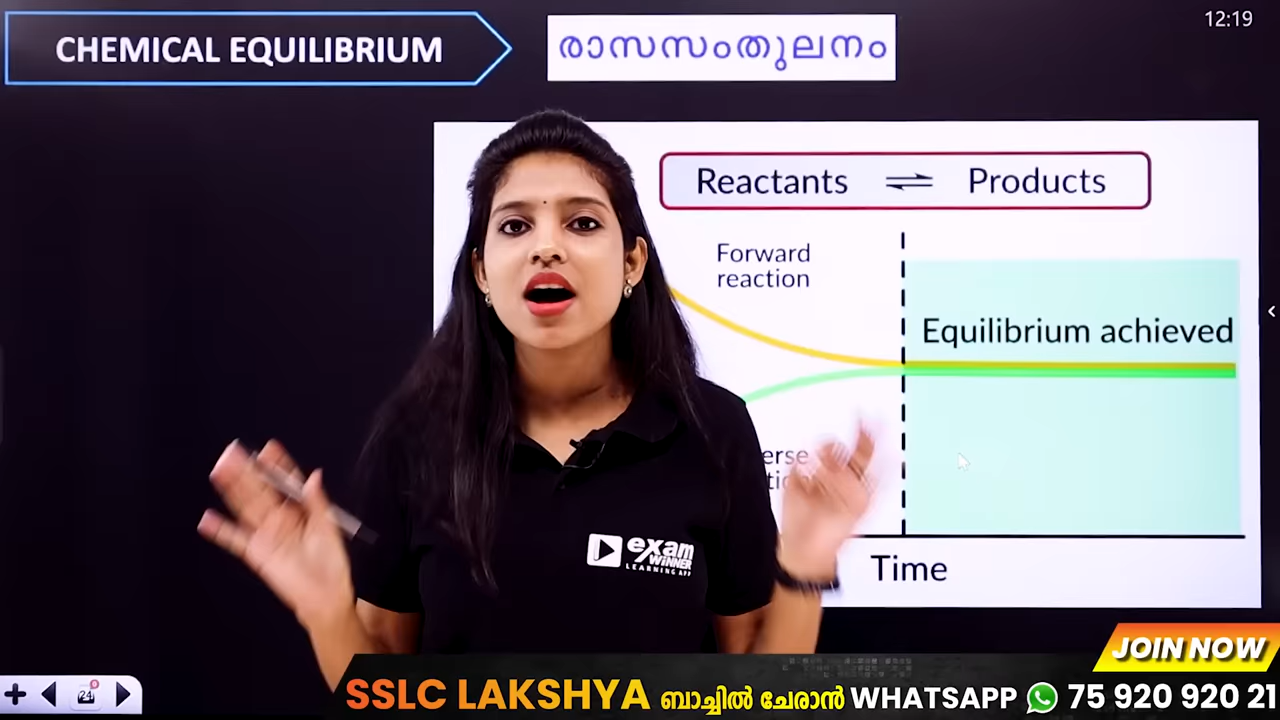 CHEMICAL EQUILIBRIUM
രാസസംതുലനം
12:19
Reactants ⇌ Products
Forward
reaction
Equilibrium achieved
Time
exam
WINNER
LEARNING APP
24
JOIN NOW
SSLC LAKSHYA ബാച്ചിൽ ചേരാൻ WHATSAPP 75 920 920 21